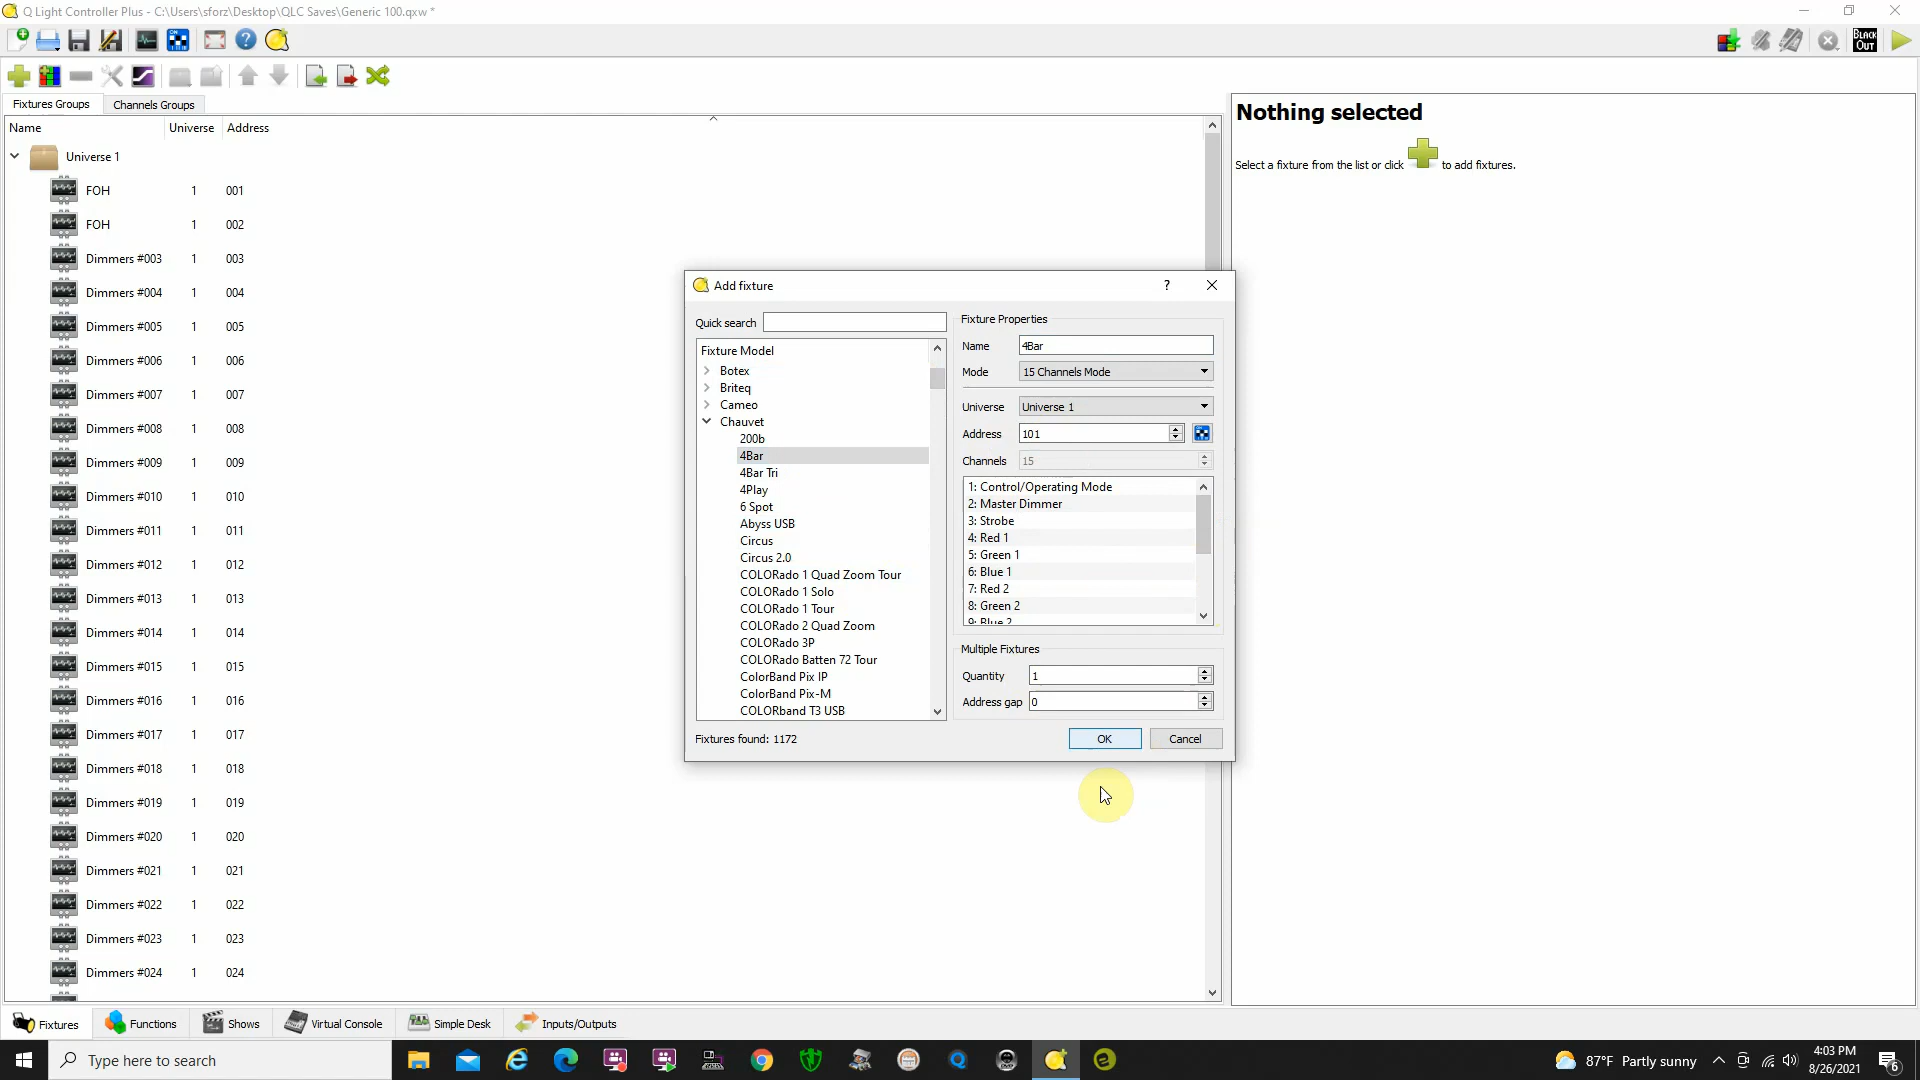 Q Light Controller Plus - C:\Users\sforz\Desktop\QLC Saves\Generic 100.qxw *
BLACK OUT
Fixtures Groups
Channels Groups
Name Universe Address
Universe 1
FOH 1 001
FOH 1 002
Dimmers #003 1 003
Dimmers #004 1 004
Dimmers #005 1 005
Dimmers #006 1 006
Dimmers #007 1 007
Dimmers #008 1 008
Dimmers #009 1 009
Dimmers #010 1 010
Dimmers #011 1 011
Dimmers #012 1 012
Dimmers #013 1 013
Dimmers #014 1 014
Dimmers #015 1 015
Dimmers #016 1 016
Dimmers #017 1 017
Dimmers #018 1 018
Dimmers #019 1 019
Dimmers #020 1 020
Dimmers #021 1 021
Dimmers #022 1 022
Dimmers #023 1 023
Dimmers #024 1 024
Nothing selected
Select a fixture from the list or click to add fixtures.
Add fixture
?
Quick search
Fixture Model
Botex
Briteq
Cameo
Chauvet
200b
4Bar
4Bar Tri
4Play
6 Spot
Abyss USB
Circus
Circus 2.0
COLORado 1 Quad Zoom Tour
COLORado 1 Solo
COLORado 1 Tour
COLORado 2 Quad Zoom
COLORado 3P
COLORado Batten 72 Tour
ColorBand Pix IP
ColorBand Pix-M
COLORband T3 USB
Fixtures found: 1172
Fixture Properties
Name 4Bar
Mode 15 Channels Mode
Universe Universe 1
Address 101
Channels 15
1: Control/Operating Mode
2: Master Dimmer
3: Strobe
4: Red 1
5: Green 1
6: Blue 1
7: Red 2
8: Green 2
9: Blue 2
Multiple Fixtures
Quantity 1
Address gap 0
OK
Cancel
Fixtures
Functions
Shows
Virtual Console
Simple Desk
Inputs/Outputs
Type here to search
87°F Partly sunny
4:03 PM
8/26/2021
6